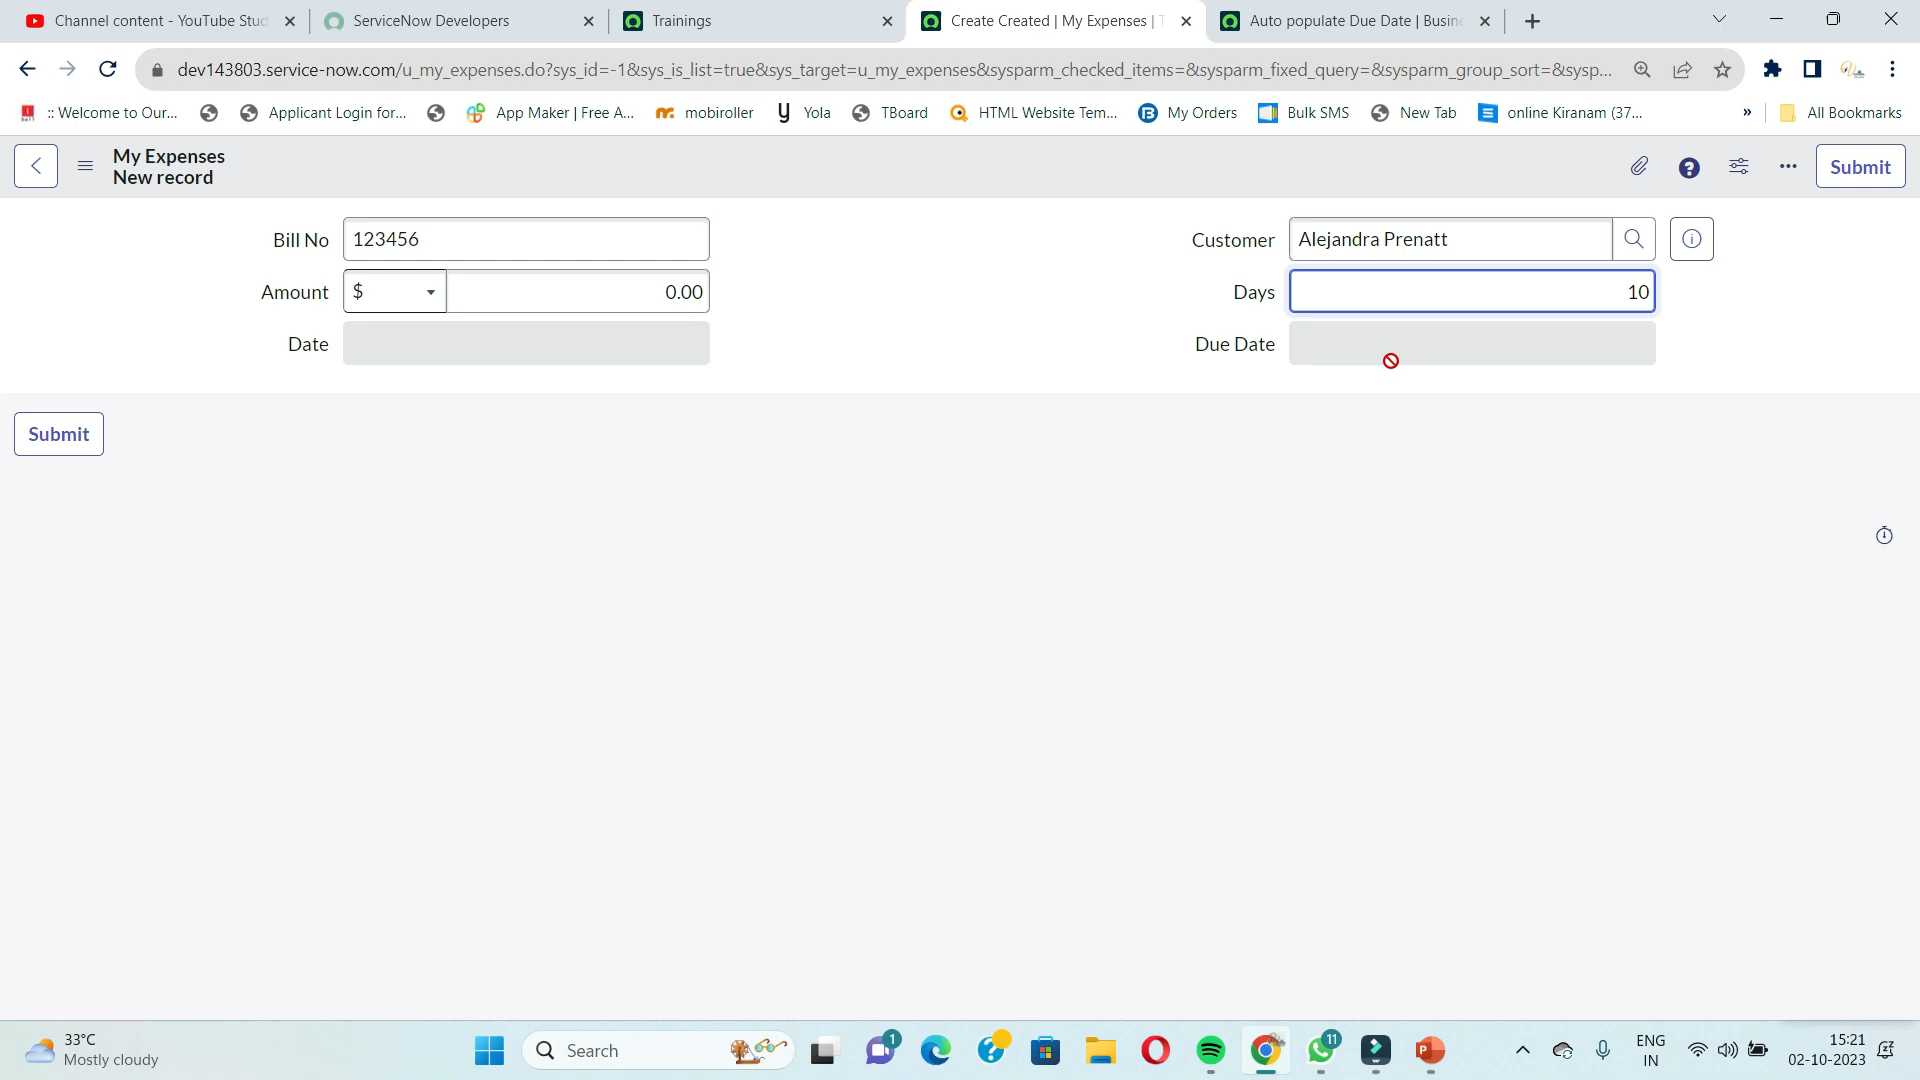 Channel content - YouTube Stud
ServiceNow Developers
Trainings
Create Created | My Expenses | T
Auto populate Due Date | Busine
dev143803.service-now.com/u_my_expenses.do?sys_id=-1&sys_is_list=true&sys_target=u_my_expenses&sysparm_checked_items=&sysparm_fixed_query=&sysparm_group_sort=&sysp...
:: Welcome to Our...
Applicant Login for...
App Maker | Free A...
mobiroller
Yola
TBoard
HTML Website Tem...
My Orders
Bulk SMS
New Tab
online Kiranam (37...
»
All Bookmarks
My Expenses
New record
Submit
Bill No 123456
Customer Alejandra Prenatt
Amount $ 0.00
Days 10
Date
Due Date
Submit
33°C
Mostly cloudy
Search
1
11
ENG
IN
15:21
02-10-2023